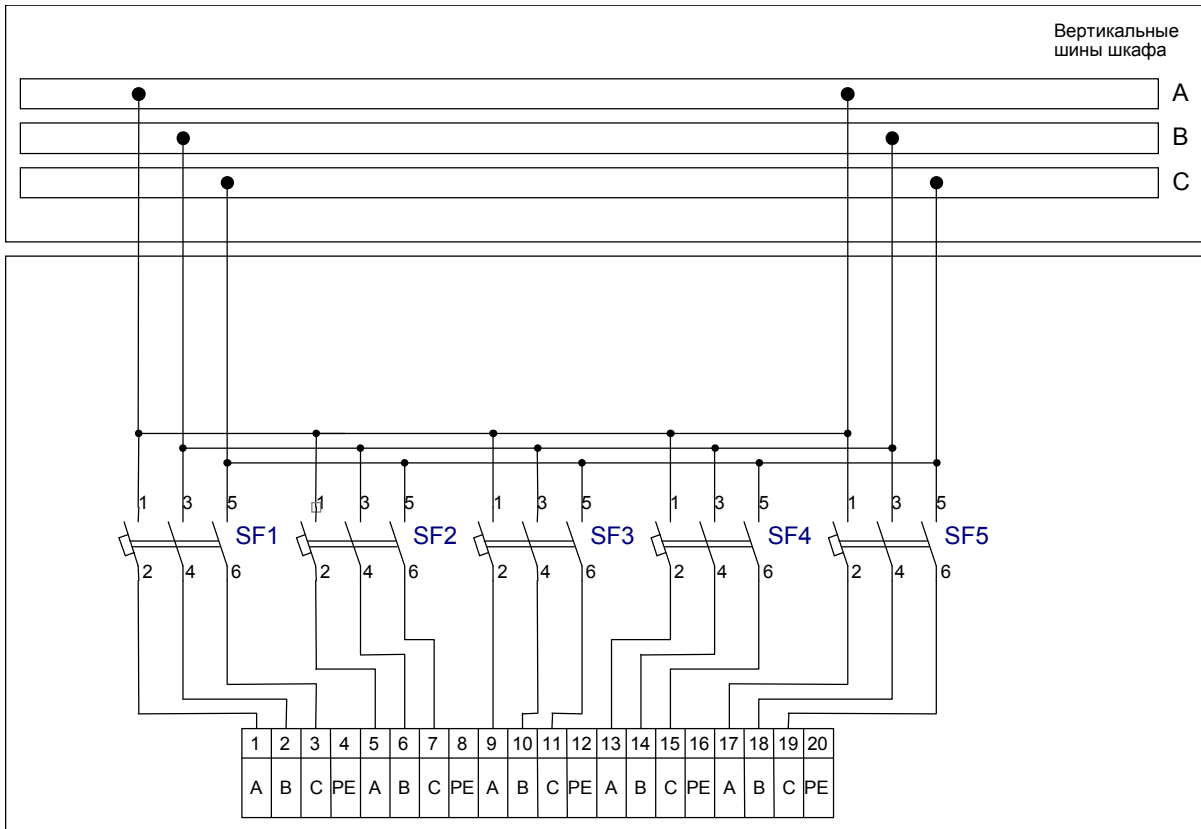 Вертикальные
шины шкафа
A
B
C
1 3 5 1 3 5 1 3 5 1 3 5 1 3 5
SF1 SF2 SF3 SF4 SF5
2 4 6 2 4 6 2 4 6 2 4 6 2 4 6
1 2 3 4 5 6 7 8 9 10 11 12 13 14 15 16 17 18 19 20
A B C PE A B C PE A B C PE A B C PE A B C PE